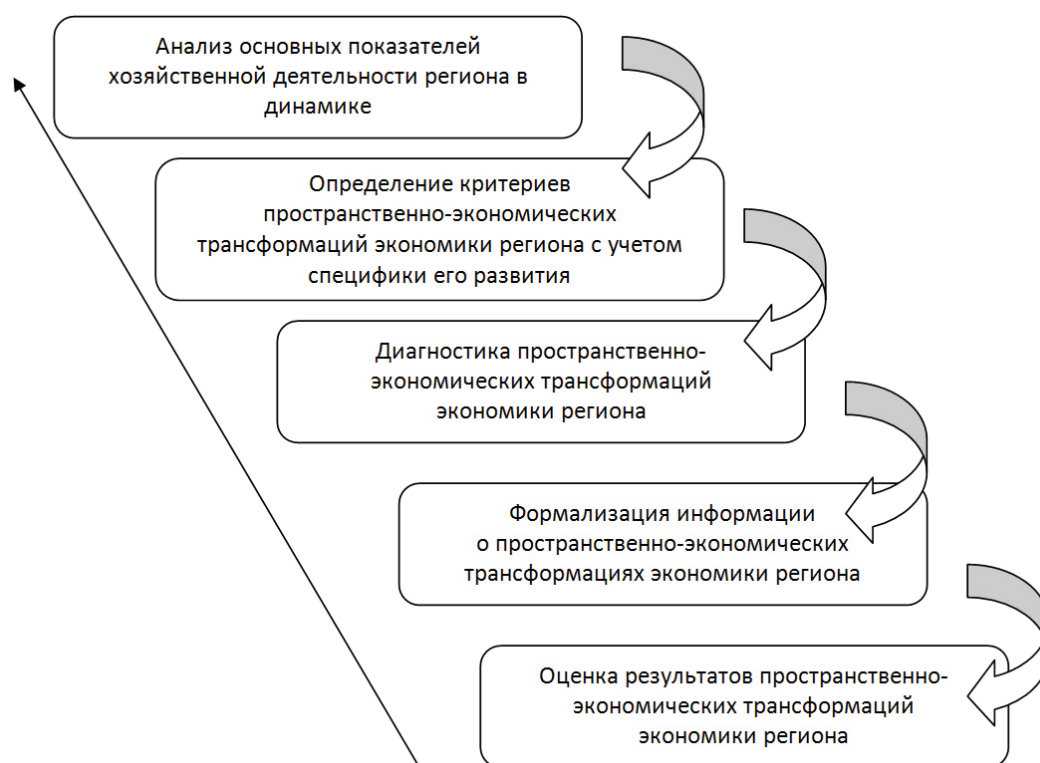 Анализ основных показателей
хозяйственной деятельности региона в
динамике
Определение критериев
пространственно-экономических
трансформаций экономики региона с учетом
специфики его развития
Диагностика пространственно-
экономических трансформаций
экономики региона
Формализация информации
о пространственно-экономических
трансформациях экономики региона
Оценка результатов пространственно-
экономических трансформаций
экономики региона